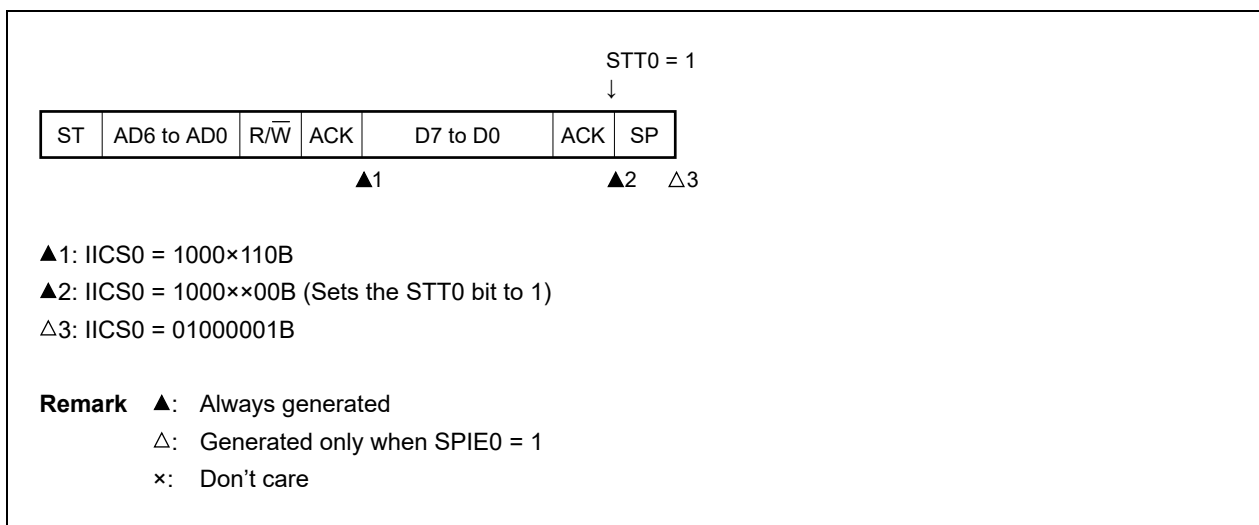 STT0 = 1
↓
ST AD6 to AD0 R/W̅ ACK D7 to D0 ACK SP
▲1 ▲2 △3
▲1: IICS0 = 1000×110B
▲2: IICS0 = 1000××00B (Sets the STT0 bit to 1)
△3: IICS0 = 01000001B
Remark ▲: Always generated
△: Generated only when SPIE0 = 1
×: Don't care